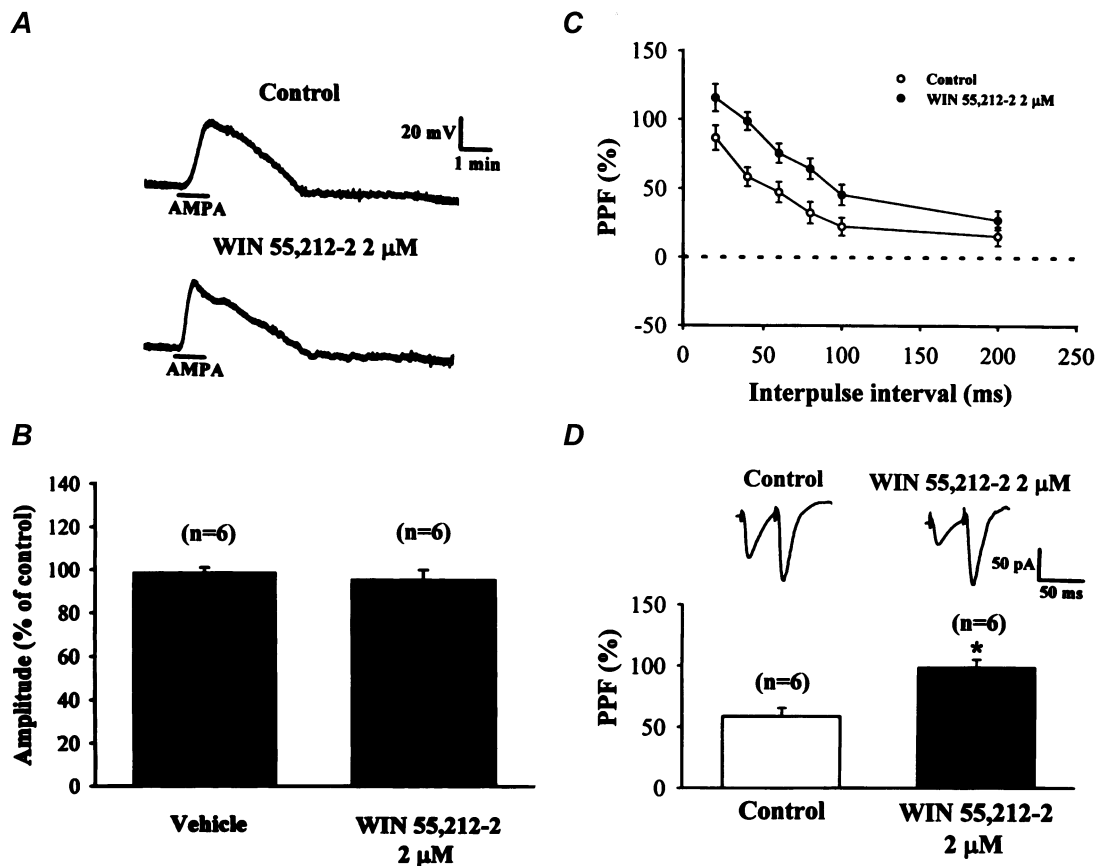 A
Control
20 mV
1 min
AMPA
WIN 55,212-2 2 µM
AMPA
B
140
120
100
80
60
40
20
0
Amplitude (% of control)
(n=6)
(n=6)
Vehicle
WIN 55,212-2
2 µM
C
150
100
50
0
-50
PPF (%)
Control
WIN 55,212-2 2 µM
0
50
100
150
200
250
Interpulse interval (ms)
D
Control
WIN 55,212-2 2 µM
50 pA
50 ms
150
100
50
0
PPF (%)
(n=6)
(n=6)
*
Control
WIN 55,212-2
2 µM